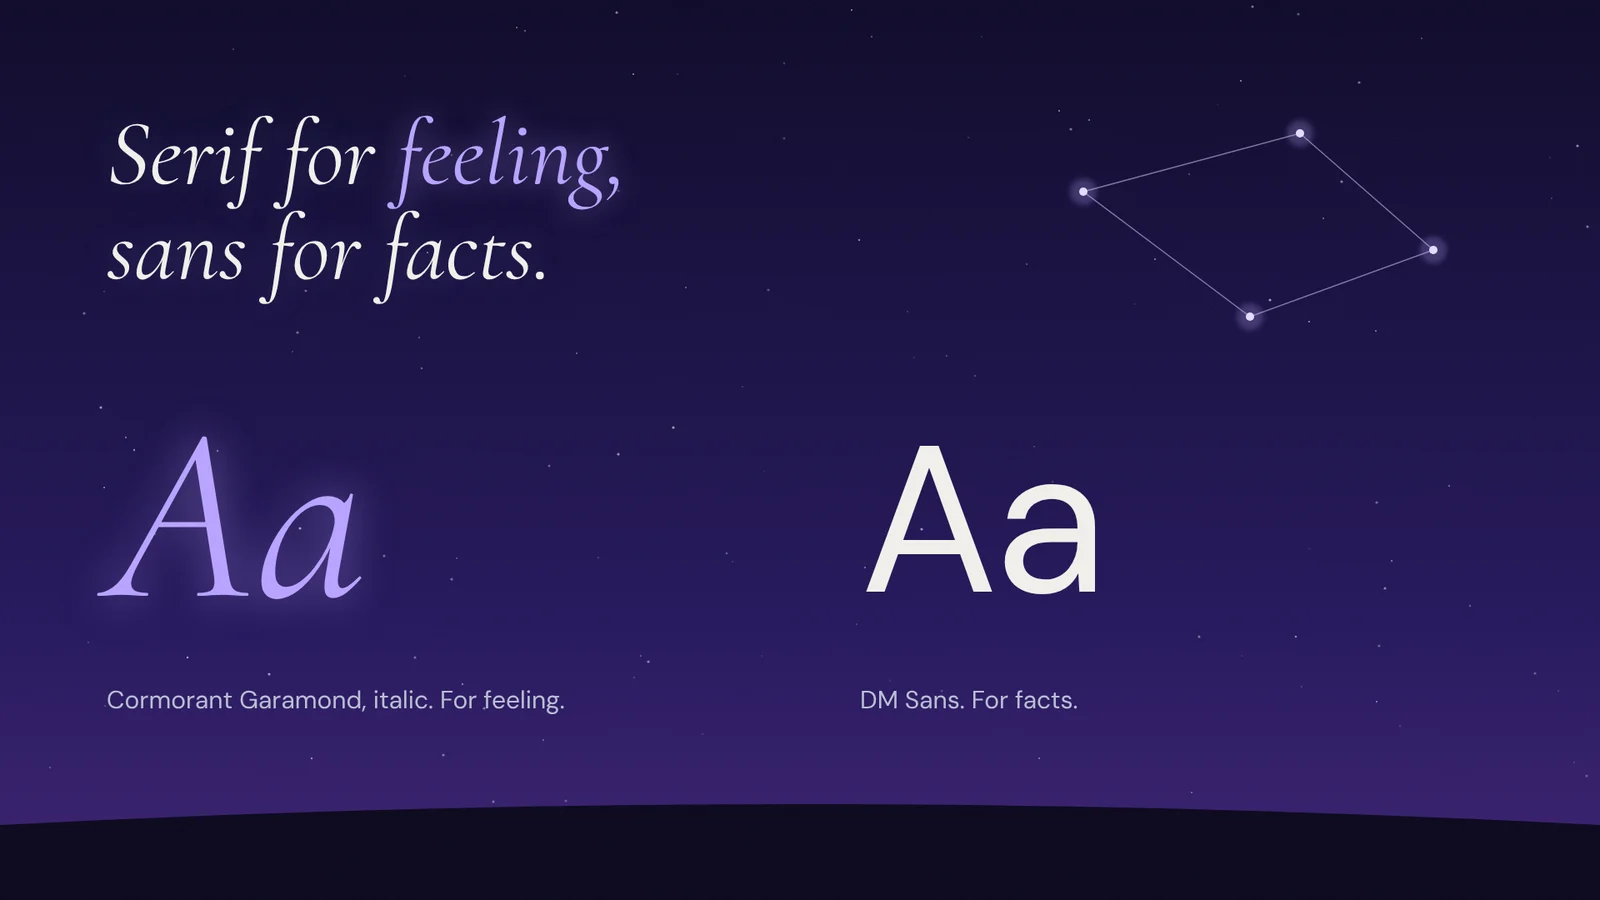 Serif for feeling,
sans for facts.
Aa
Aa
Cormorant Garamond, italic. For feeling.
DM Sans. For facts.